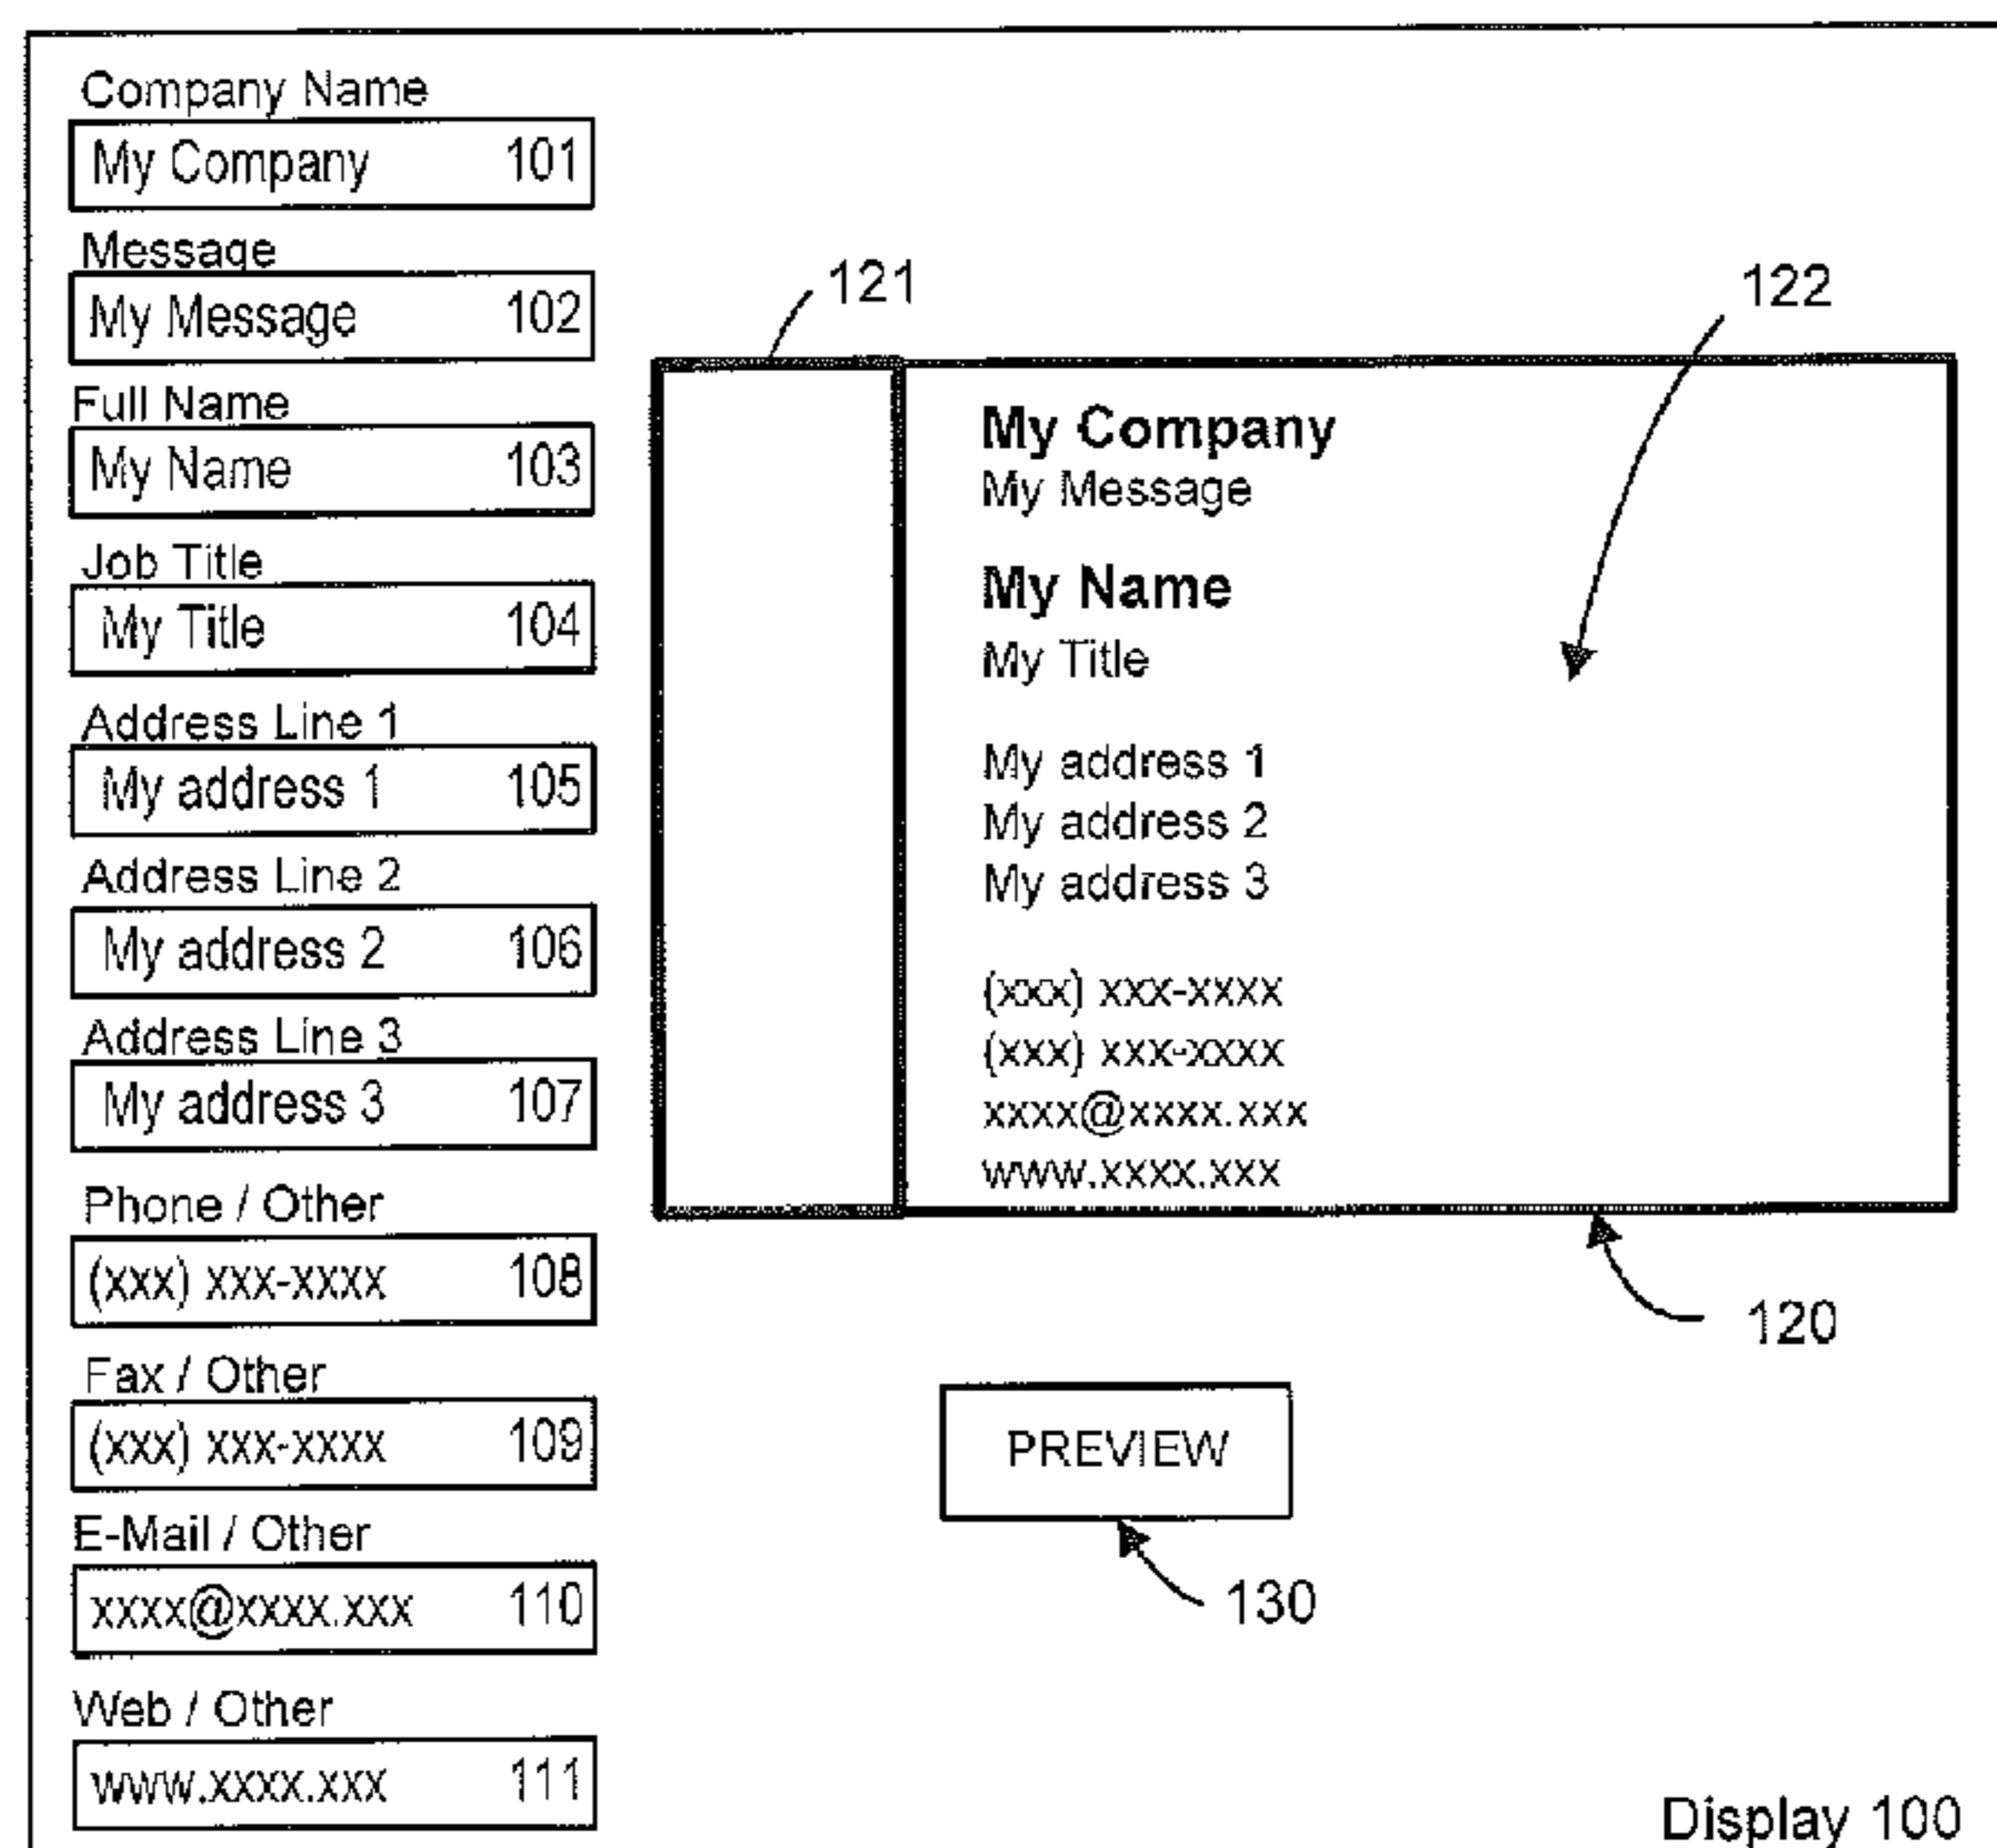 Company Name
My Company 101
Message
My Message 102
Full Name
My Name 103
Job Title
My Title 104
Address Line 1
My address 1 105
Address Line 2
My address 2 106
Address Line 3
My address 3 107
Phone / Other
(xxx) xxx-xxxx 108
Fax / Other
(xxx) xxx-xxxx 109
E-Mail / Other
xxxx@xxxx.xxx 110
Web / Other
www.xxxx.xxx 111
121
122
My Company
My Message
My Name
My Title
My address 1
My address 2
My address 3
(xxx) xxx-xxxx
(xxx) xxx-xxxx
xxxx@xxxx.xxx
www.xxxx.xxx
120
PREVIEW
130
Display 100